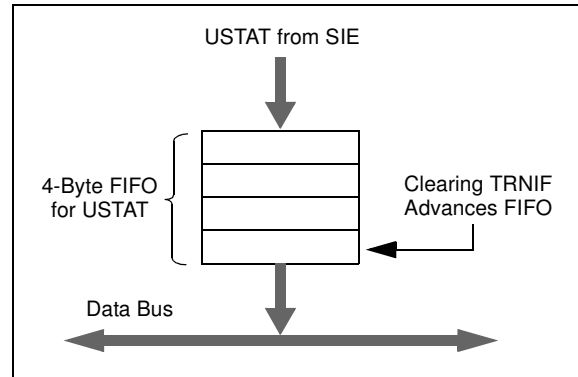 USTAT from SIE
4-Byte FIFO
for USTAT
Clearing TRNIF
Advances FIFO
Data Bus